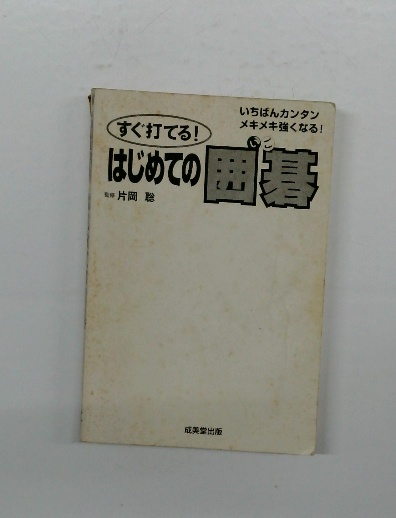 いちばんカンタン
メキメキ強くなる!
すぐ打てる!
はじめての囲碁
いご
監修 片岡 聡
成美堂出版